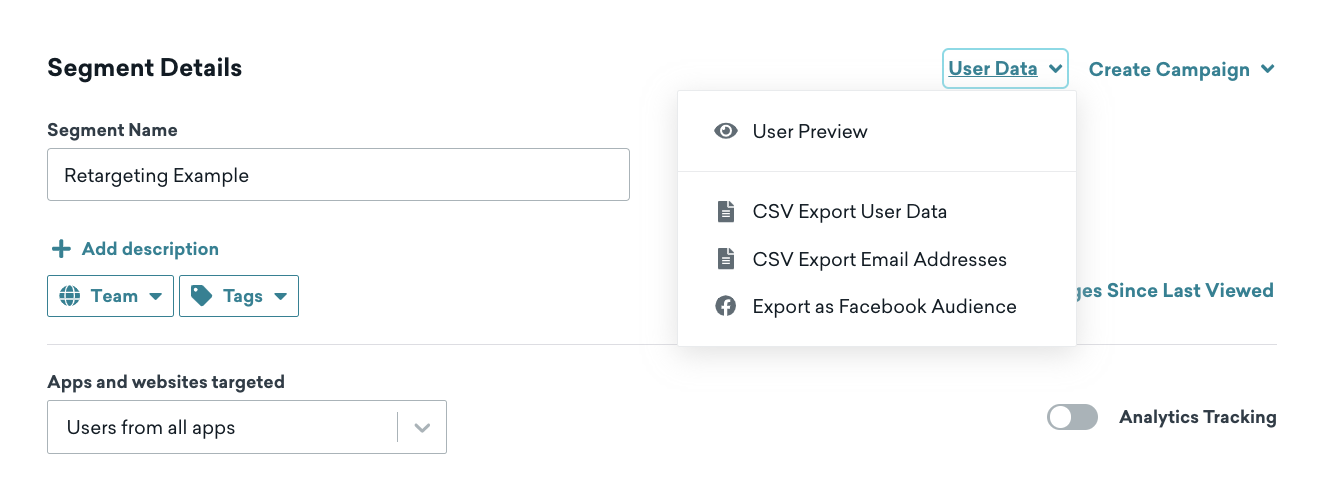 Segment Details
User Data
Create Campaign
User Preview
Segment Name
Retargeting Example
CSV Export User Data
Add description
CSV Export Email Addresses
Team
Tags
Export as Facebook Audience
Since Last Viewed
Apps and websites targeted
Users from all apps
Analytics Tracking